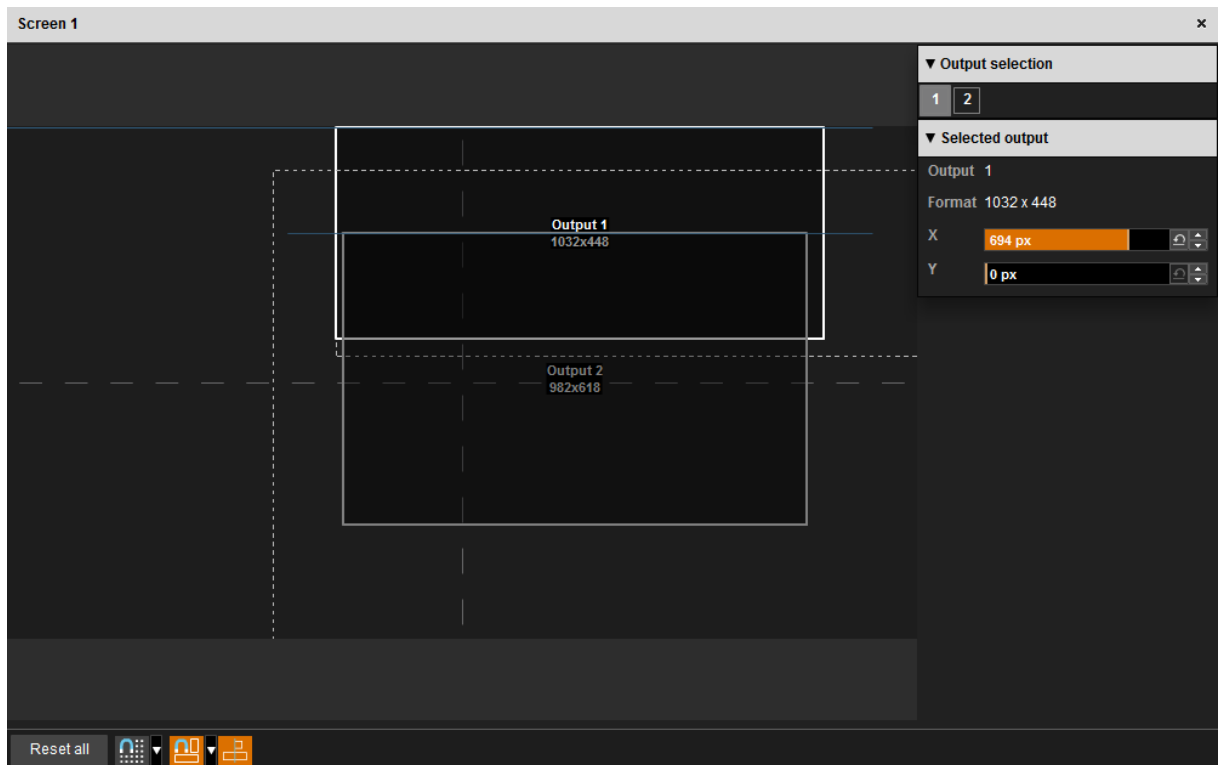 Screen 1
Output selection
1 2
Selected output
Output 1
Format 1032 x 448
X 694 px
Y 0 px
Output 1
1032x448
Output 2
982x618
Reset all